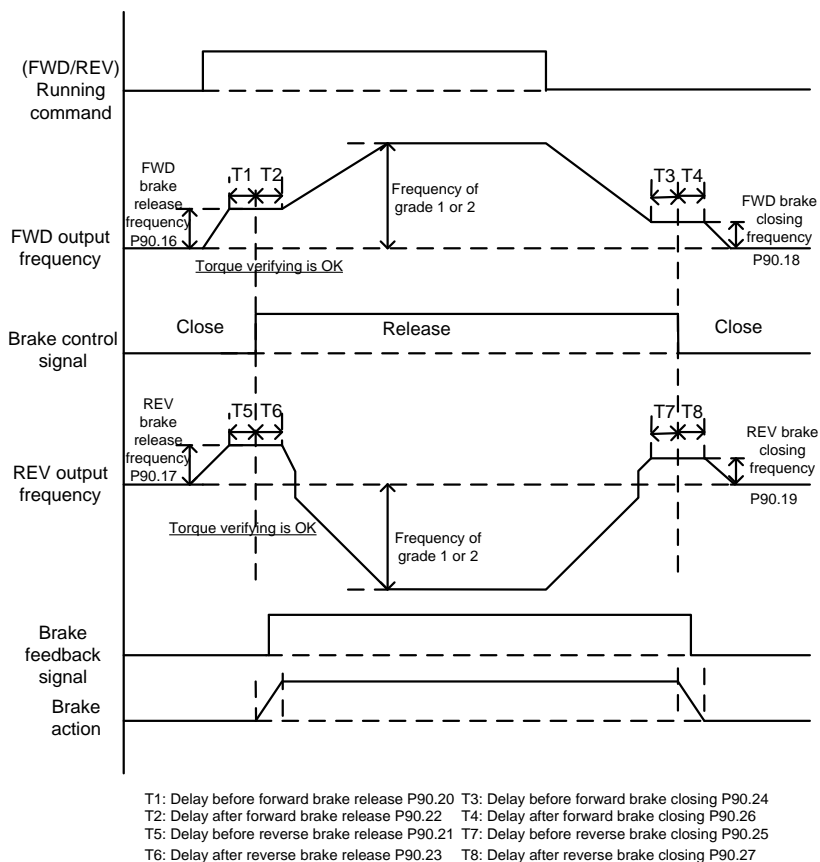 (FWD/REV)
Running
command
FWD
brake
release
frequency
P90.16
T1 T2
Frequency of
grade 1 or 2
T3 T4
FWD brake
closing
frequency
P90.18
FWD output
frequency
Torque verifying is OK
Close
Release
Close
Brake control
signal
REV
brake
release
frequency
P90.17
T5 T6
T7 T8
REV brake
closing
frequency
P90.19
REV output
frequency
Torque verifying is OK
Frequency of
grade 1 or 2
Brake
feedback
signal
Brake
action
T1: Delay before forward brake release P90.20 T3: Delay before forward brake closing P90.24
T2: Delay after forward brake release P90.22 T4: Delay after forward brake closing P90.26
T5: Delay before reverse brake release P90.21 T7: Delay before reverse brake closing P90.25
T6: Delay after reverse brake release P90.23 T8: Delay after reverse brake closing P90.27